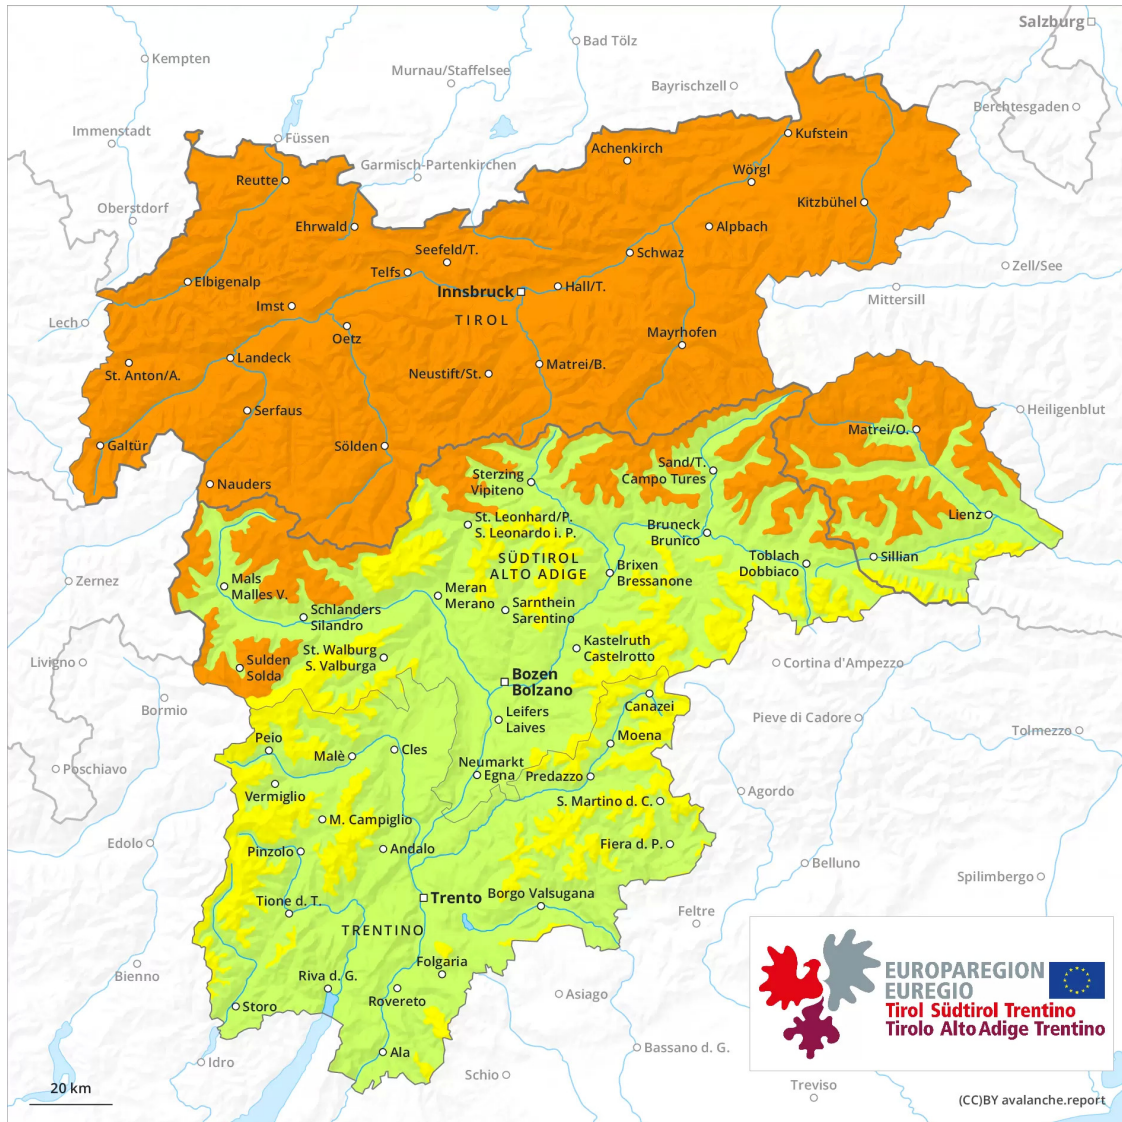 Salzburg
Bad Tölz
Kempten
Murnau/Staffelsee
Bayrischzell
Berchtesgaden
Immenstadt
Füssen
Kufstein
Achenkirch
Garmisch-Partenkirchen
Wörgl
Reutte
Oberstdorf
Kitzbühel
Ehrwald
Alpbach
Seefeld/T.
Schwaz
Zell/See
Telfs
Elbigenalp
Hall/T.
Innsbruck
Mittersill
Imst
TIROL
Lech
Oetz
Mayrhofen
Landeck
Matrei/B.
St. Anton/A.
Neustift/St.
Serfaus
Heiligenblut
Matrei/O.
Galtür
Sölden
Sand/T.
Campo Tures
Sterzing
Vipiteno
Nauders
Lienz
St. Leonhard/P.
S. Leonardo i. P.
Bruneck
Brunico
Toblach
Dobbiaco
Sillian
SÜDTIROL
ALTO ADIGE
Brixen
Bressanone
Zernez
Mals
Malles V.
Meran
Merano
Sarnthein
Sarentino
Schlanders
Silandro
Kastelruth
Castelrotto
St. Walburg
S. Valburga
Livigno
Sulden
Solda
Cortina d'Ampezzo
Bozen
Bolzano
Bormio
Canazei
Leifers
Laives
Pieve di Cadore
Tolmezzo
Peio
Moena
Cles
Malè
Neumarkt
Egna
Predazzo
Poschiavo
Vermiglio
Agordo
S. Martino d. C.
M. Campiglio
Edolo
Pinzolo
Andalo
Fiera d. P.
Belluno
Spilimbergo
Borgo Valsugana
Trento
Tione d. T.
Feltre
TRENTINO
Folgaria
Bienno
Riva d. G.
Rovereto
Asiago
Storo
Bassano d. G.
Ala
Idro
Schio
Treviso
EUROPAREGION
EUREGIO
Tirol Südtirol Trentino
Tirolo Alto Adige Trentino
20 km
(CC)BY avalanche.report